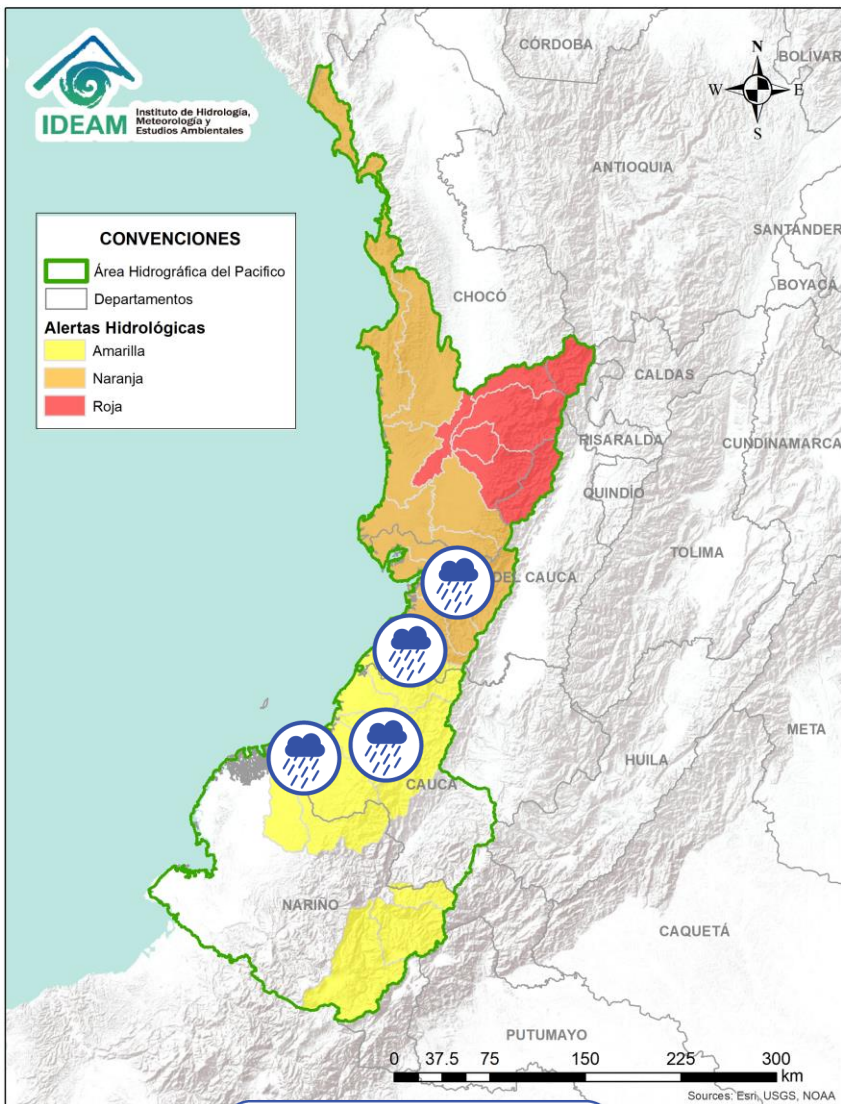 IDEAM
Instituto de Hidrología,
Meteorología y
Estudios Ambientales
CONVENCIONES
Área Hidrográfica del Pacifico
Departamentos
Alertas Hidrológicas
Amarilla
Naranja
Roja
N
W E
S
CÓRDOBA
BOLÍVAR
ANTIOQUIA
SANTANDER
BOYACÁ
CHOCÓ
CALDAS
RISARALDA
CUNDINAMARCA
QUINDÍO
TOLIMA
DEL CAUCA
META
HUILA
CAUCA
NARIÑO
CAQUETÁ
PUTUMAYO
0 37.5 75 150 225 300
km
Sources: Esri, USGS, NOAA